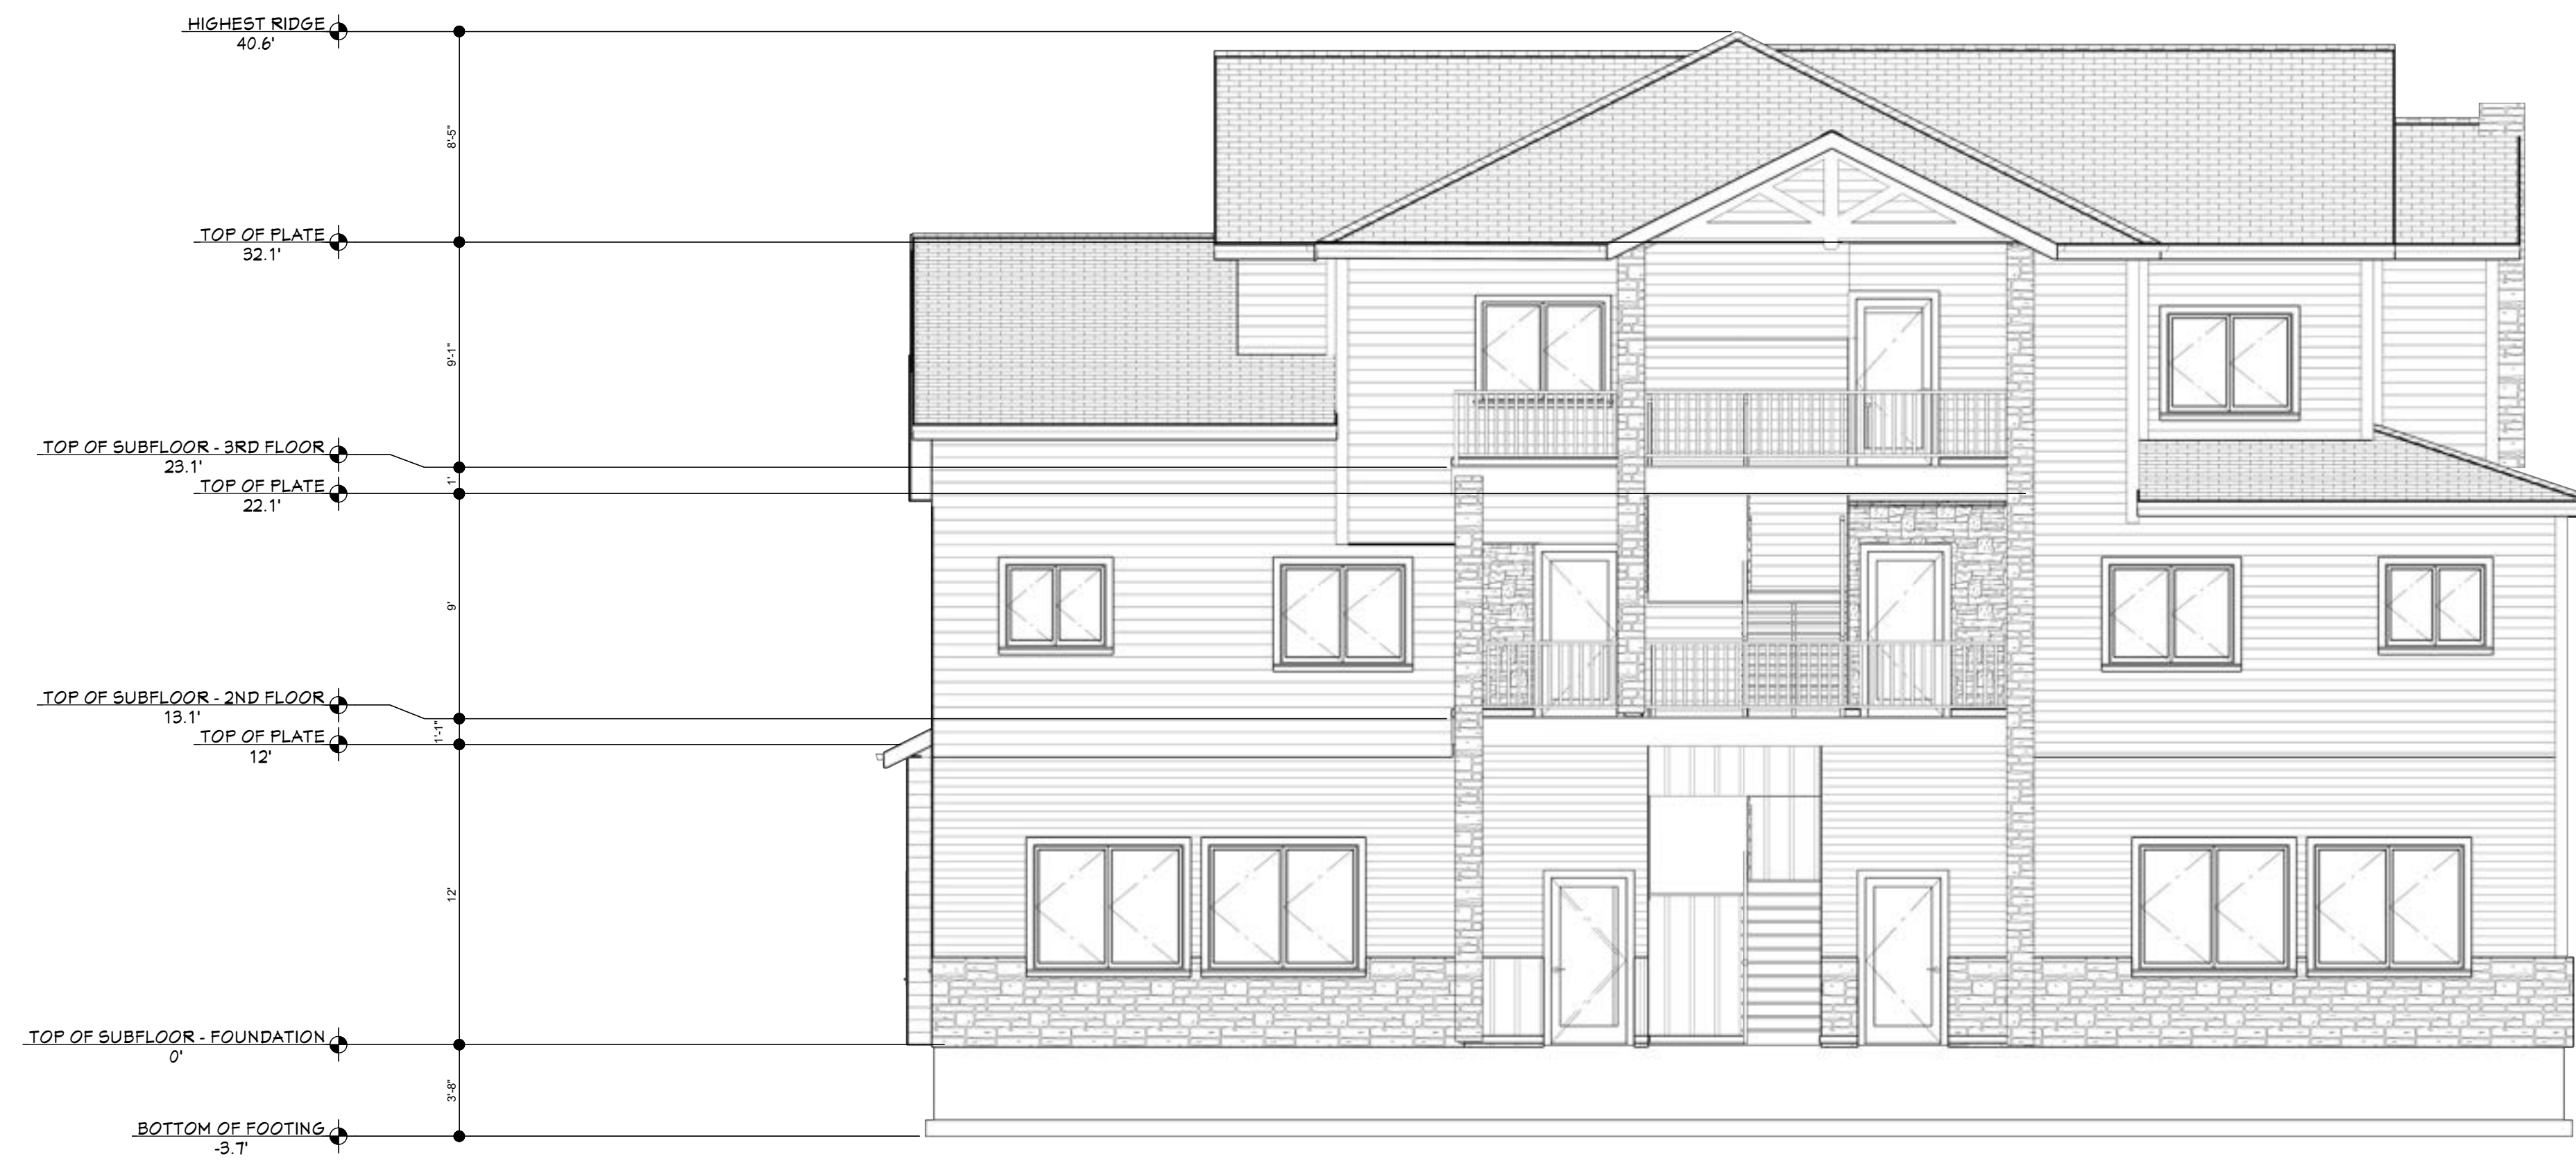 HIGHEST RIDGE
40.6'
8'-5"
TOP OF PLATE
32.1'
9'-1"
TOP OF SUBFLOOR - 3RD FLOOR
23.1'
1'
TOP OF PLATE
22.1'
9'
TOP OF SUBFLOOR - 2ND FLOOR
13.1'
1'-1"
TOP OF PLATE
12'
12'
TOP OF SUBFLOOR - FOUNDATION
0'
3'-8"
BOTTOM OF FOOTING
-3.7'